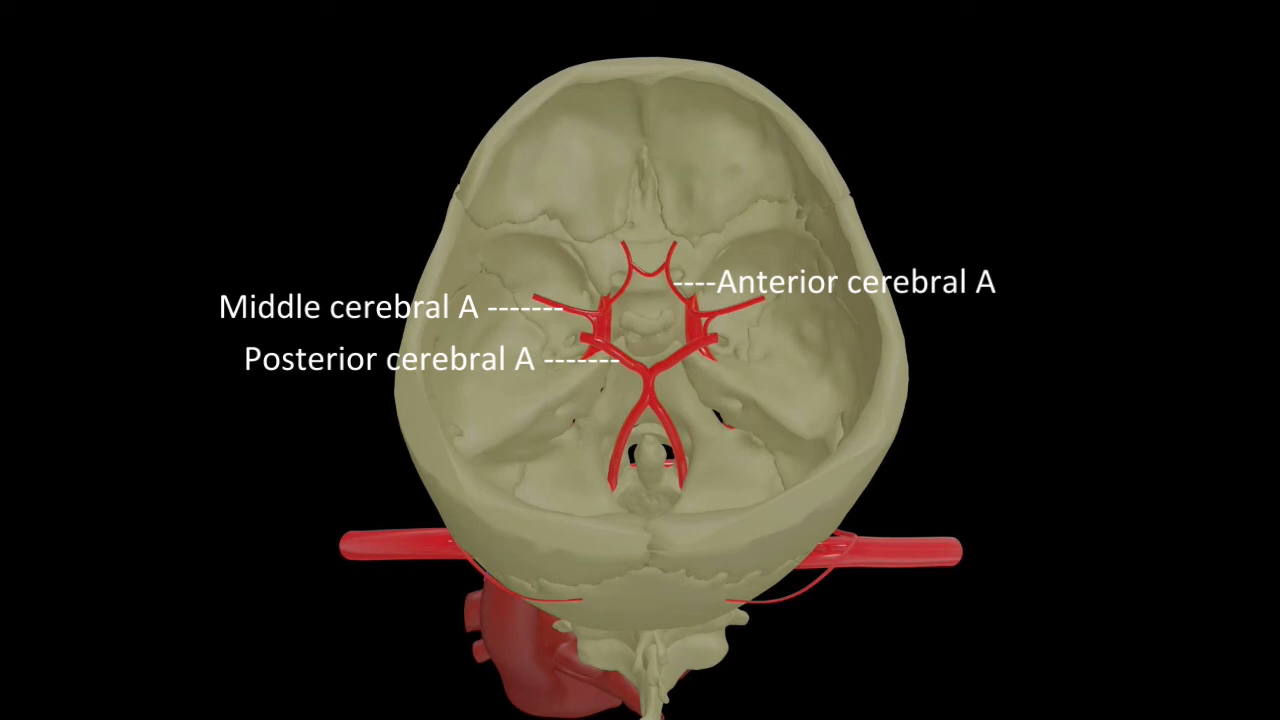 ----Anterior cerebral A
Middle cerebral A -------
Posterior cerebral A -------